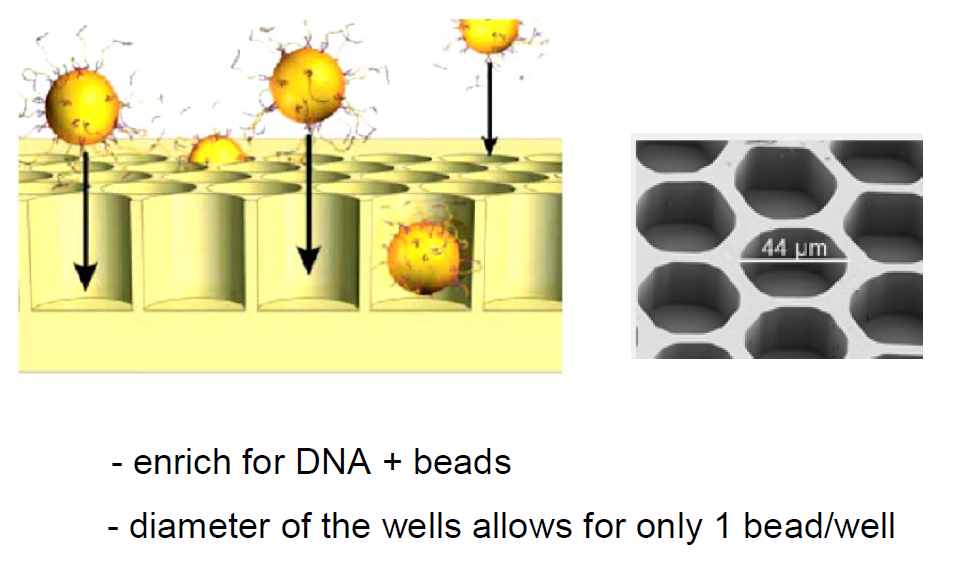 44 µm
- enrich for DNA + beads
- diameter of the wells allows for only 1 bead/well